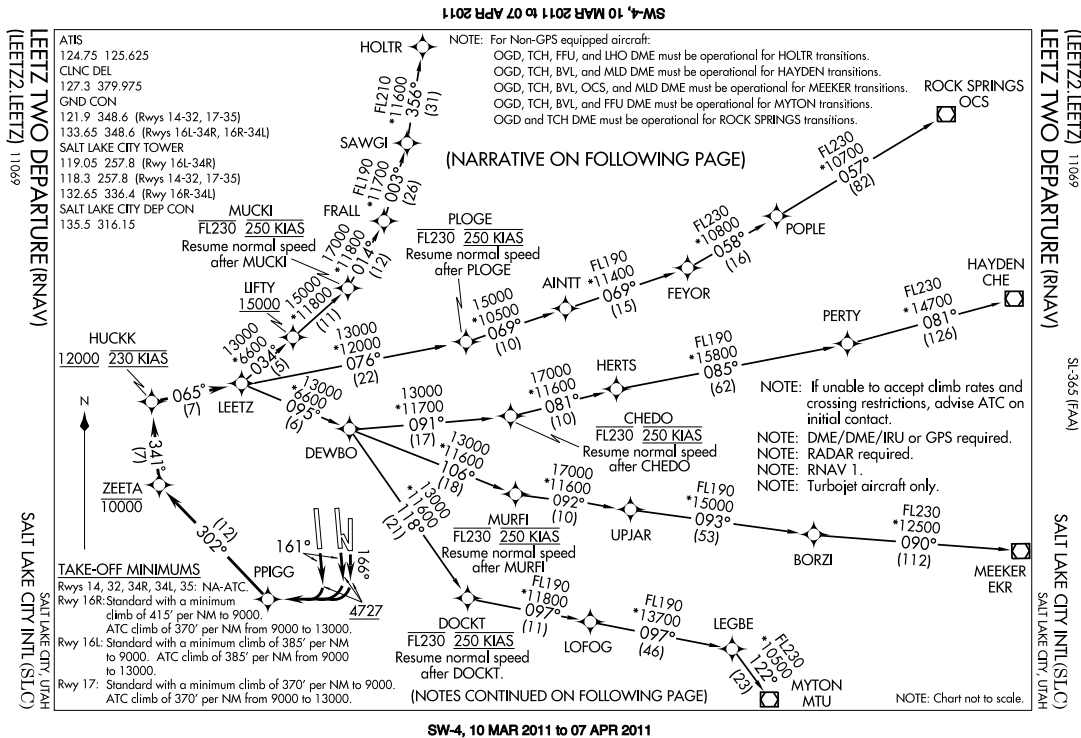 SW-4, 10 MAR 2011 to 07 APR 2011
(LEETZ2.LEETZ) 11069
LEETZ TWO DEPARTURE (RNAV)
SALT LAKE CITY INTL (SLC)
SALT LAKE CITY, UTAH
ATIS
124.75 125.625
CLNC DEL
127.3 379.975
GND CON
121.9 348.6 (Rwys 14-32, 17-35)
133.65 348.6 (Rwys 16L-34R, 16R-34L)
SALT LAKE CITY TOWER
119.05 257.8 (Rwy 16L-34R)
118.3 257.8 (Rwys 14-32, 17-35)
132.65 336.4 (Rwy 16R-34L)
SALT LAKE CITY DEP CON
135.5 316.15
NOTE: For Non-GPS equipped aircraft:
OGD, TCH, FFU, and LHO DME must be operational for HOLTR transitions.
OGD, TCH, BVL, and MLD DME must be operational for HAYDEN transitions.
OGD, TCH, BVL, OCS, and MLD DME must be operational for MEEKER transitions.
OGD, TCH, BVL, and FFU DME must be operational for MYTON transitions.
OGD and TCH DME must be operational for ROCK SPRINGS transitions.
(NARRATIVE ON FOLLOWING PAGE)
HOLTR
FL210
*11600
356°
(31)
SAWGI
FL190
*11700
003°
(26)
FRALL
17000
*11800
014°
(12)
MUCKI
FL230 250 KIAS
Resume normal speed
after MUCKI
15000
*11800
(11)
LIFTY
15000
13000
*6600
034°
(5)
HUCKK
12000 230 KIAS
065°
(7)
LEETZ
N
341°
(7)
ZEETA
10000
(12)
302°
PPIGG
161°
166°
4727
13000
*12000
076°
(22)
PLOGE
FL230 250 KIAS
Resume normal speed
after PLOGE
15000
*10500
069°
(10)
AINTT
FL190
*11400
069°
(15)
FEYOR
FL230
*10800
058°
(16)
POPLE
FL230
*10700
057°
(82)
ROCK SPRINGS
OCS
13000
*6600
095°
(6)
DEWBO
13000
*11700
091°
(17)
CHEDO
FL230 250 KIAS
Resume normal speed
after CHEDO
17000
*11600
081°
(10)
HERTS
FL190
*15800
085°
(62)
PERTY
FL230
*14700
081°
(126)
HAYDEN
CHE
13000
*11600
106°
(18)
MURFI
FL230 250 KIAS
Resume normal speed
after MURFI
17000
*11600
092°
(10)
UPJAR
FL190
*15000
093°
(53)
BORZI
FL230
*12500
090°
(112)
MEEKER
EKR
13000
*11600
118°
(21)
DOCKT
FL230 250 KIAS
Resume normal speed
after DOCKT.
FL190
*11800
097°
(11)
LOFOG
FL190
*13700
097°
(46)
LEGBE
FL230
*10500
122°
(23)
MYTON
MTU
NOTE: If unable to accept climb rates and
crossing restrictions, advise ATC on
initial contact.
NOTE: DME/DME/IRU or GPS required.
NOTE: RADAR required.
NOTE: RNAV 1.
NOTE: Turbojet aircraft only.
TAKE-OFF MINIMUMS
Rwys 14, 32, 34R, 34L, 35: NA-ATC.
Rwy 16R: Standard with a minimum
climb of 415' per NM to 9000.
ATC climb of 370' per NM from 9000 to 13000.
Rwy 16L: Standard with a minimum climb of 385' per NM
to 9000. ATC climb of 385' per NM from 9000
to 13000.
Rwy 17: Standard with a minimum climb of 370' per NM to 9000.
ATC climb of 370' per NM from 9000 to 13000.
(NOTES CONTINUED ON FOLLOWING PAGE)
NOTE: Chart not to scale.
(LEETZ2.LEETZ) 11069
LEETZ TWO DEPARTURE (RNAV)
SL-365 (FAA)
SALT LAKE CITY INTL (SLC)
SALT LAKE CITY, UTAH
SW-4, 10 MAR 2011 to 07 APR 2011